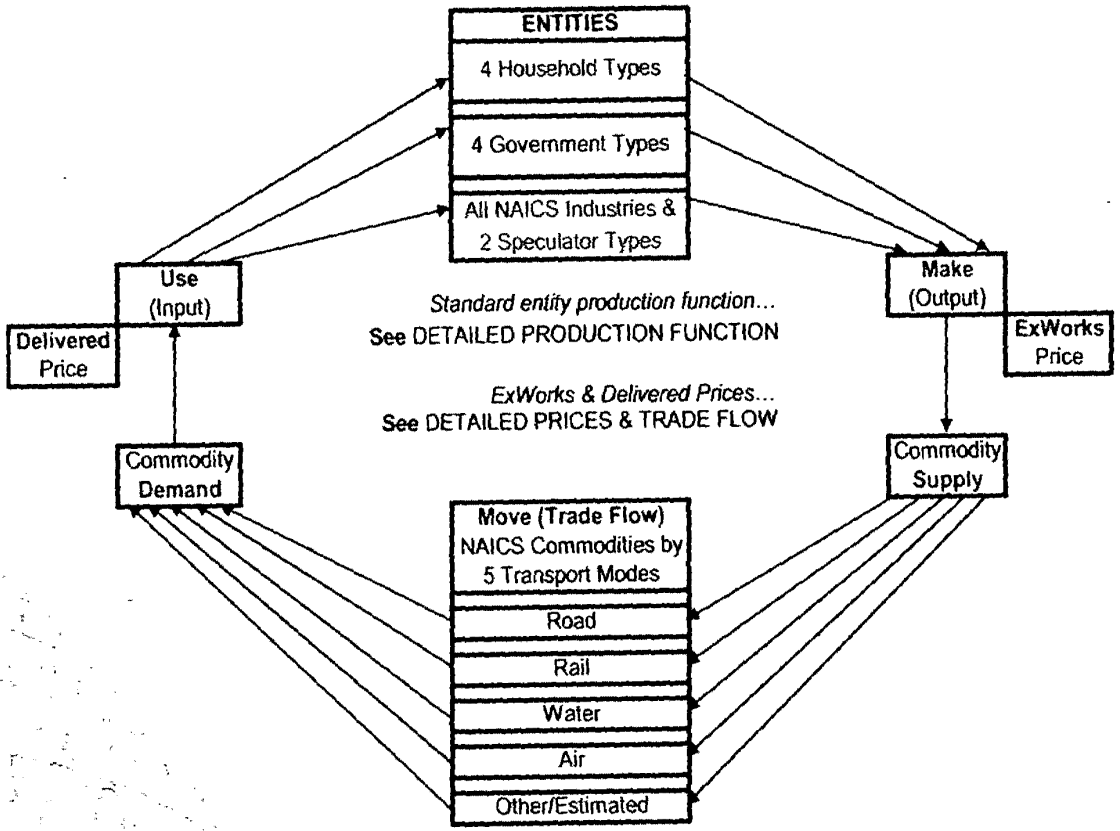 ENTITIES
4 Household Types
4 Government Types
All NAICS Industries &
2 Speculator Types
Use
(Input)
Delivered
Price
Make
(Output)
ExWorks
Price
Standard entity production function...
See DETAILED PRODUCTION FUNCTION
ExWorks & Delivered Prices...
See DETAILED PRICES & TRADE FLOW
Commodity
Demand
Commodity
Supply
Move (Trade Flow)
NAICS Commodities by
5 Transport Modes
Road
Rail
Water
Air
Other/Estimated